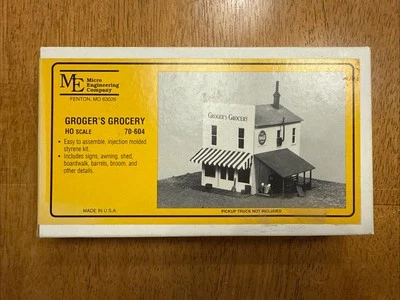 ME Micro
Engineering
Company
FENTON, MO 63026
GROGER'S GROCERY
HO SCALE 70-604
• Easy to assemble, injection molded
styrene kit.
• Includes signs, awning, shed,
boardwalk, barrels, broom, and
other details.
MADE IN U.S.A.
GROGER'S GROCERY
PICKUP TRUCK NOT INCLUDED